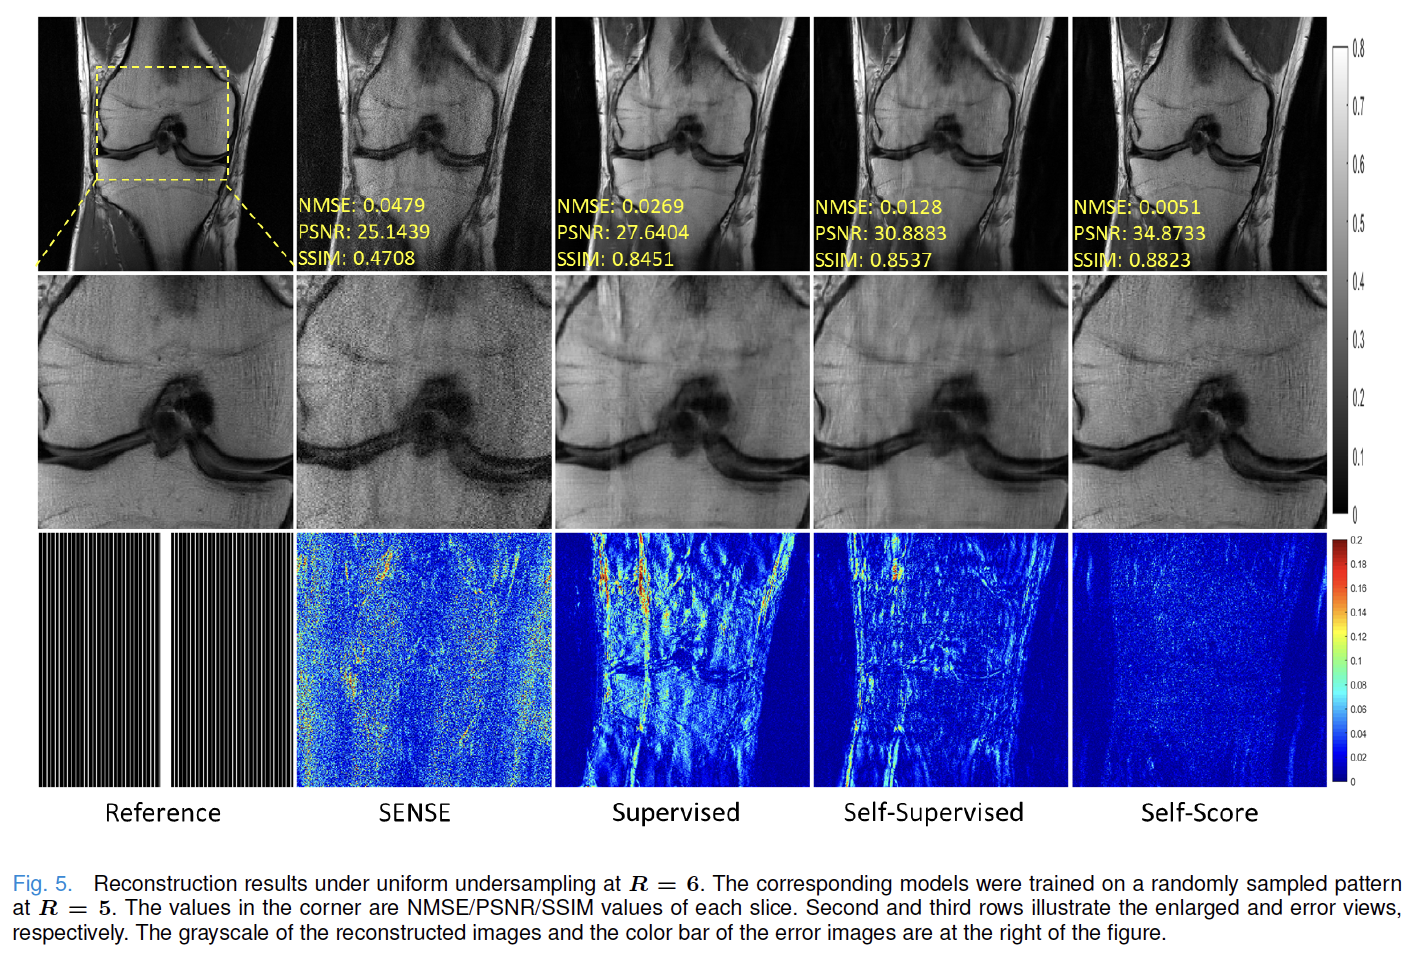 NMSE: 0.0479
PSNR: 25.1439
SSIM: 0.4708
NMSE: 0.0269
PSNR: 27.6404
SSIM: 0.8451
NMSE: 0.0128
PSNR: 30.8883
SSIM: 0.8537
NMSE: 0.0051
PSNR: 34.8733
SSIM: 0.8823
0.8
0.7
0.6
0.5
0.4
0.3
0.2
0.1
0
0.2
0.18
0.16
0.14
0.12
0.1
0.08
0.06
0.04
0.02
0
Reference
SENSE
Supervised
Self-Supervised
Self-Score
Fig. 5. Reconstruction results under uniform undersampling at R = 6. The corresponding models were trained on a randomly sampled pattern
at R = 5. The values in the corner are NMSE/PSNR/SSIM values of each slice. Second and third rows illustrate the enlarged and error views,
respectively. The grayscale of the reconstructed images and the color bar of the error images are at the right of the figure.